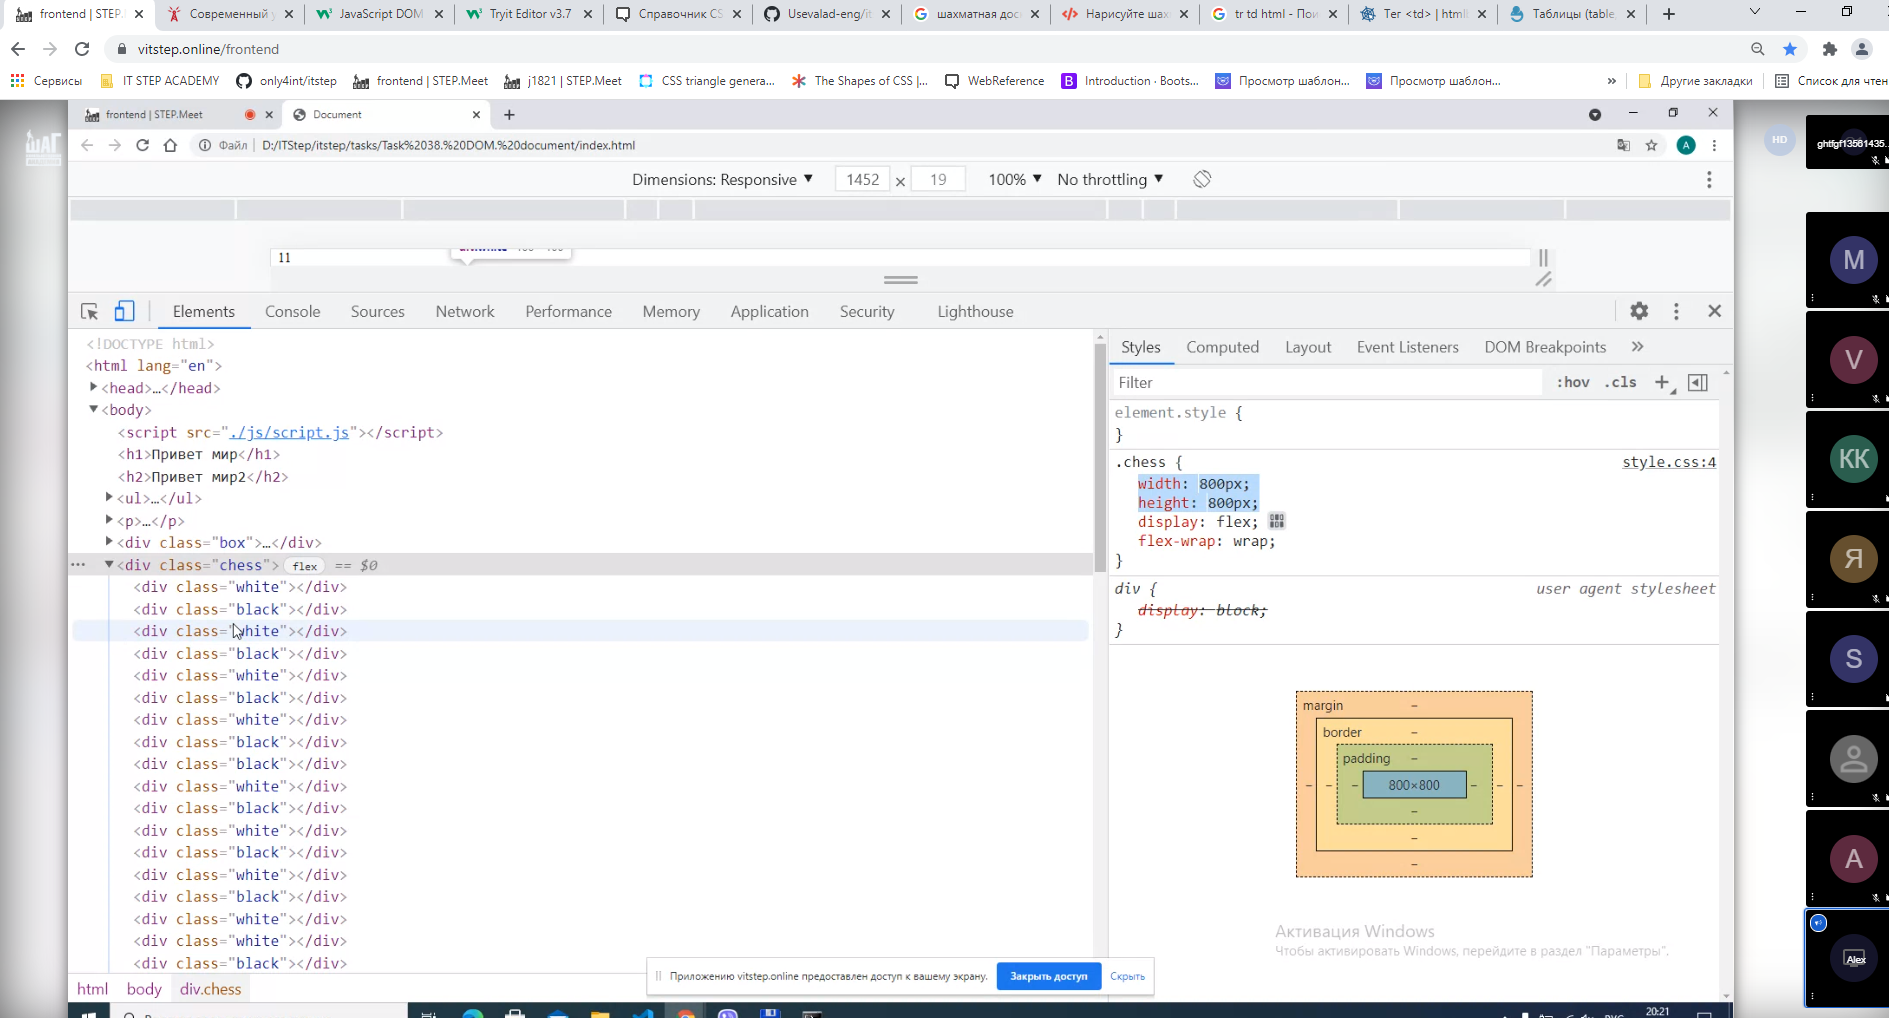 frontend | STEP.M
Современный у
JavaScript DOM
Tryit Editor v3.7
Справочник CS
Usevalad-eng/it
шахматная дос
Нарисуйте шах
tr td html - Пои
Тег <td> | html
Таблицы (table,
vitstep.online/frontend
Сервисы
IT STEP ACADEMY
only4int/itstep
frontend | STEP.Meet
j1821 | STEP.Meet
CSS triangle genera...
The Shapes of CSS |...
WebReference
Introduction · Boots...
Просмотр шаблон...
Просмотр шаблон...
»
Другие закладки
Список для чтен
frontend | STEP.Meet
Document
ШАГ
HD
ghtfgf13561435...
Файл | D:/ITStep/itstep/tasks/Task%2038.%20DOM.%20document/index.html
A
Dimensions: Responsive ▼ 1452 × 19 100% ▼ No throttling ▼
11
Elements Console Sources Network Performance Memory Application Security Lighthouse
<!DOCTYPE html>
<html lang="en">
<head>…</head>
<body>
<script src="./js/script.js"></script>
<h1>Привет мир</h1>
<h2>Привет мир2</h2>
<ul>…</ul>
<p>…</p>
<div class="box">…</div>
<div class="chess"> flex == $0
<div class="white"></div>
<div class="black"></div>
<div class="white"></div>
<div class="black"></div>
<div class="white"></div>
<div class="black"></div>
<div class="white"></div>
<div class="black"></div>
<div class="black"></div>
<div class="white"></div>
<div class="black"></div>
<div class="white"></div>
<div class="black"></div>
<div class="white"></div>
<div class="black"></div>
<div class="white"></div>
<div class="white"></div>
<div class="black"></div>
html body div.chess
Styles Computed Layout Event Listeners DOM Breakpoints »
Filter :hov .cls +
element.style {
}
.chess { style.css:4
width: 800px;
height: 800px;
display: flex;
flex-wrap: wrap;
}
div { user agent stylesheet
display: block;
}
margin –
border –
padding –
– – – 800×800 – – –
–
–
–
Активация Windows
Чтобы активировать Windows, перейдите в раздел "Параметры".
Приложению vitstep.online предоставлен доступ к вашему экрану.
Закрыть доступ
Скрыть
M
V
KK
Я
S
A
Alex
20:21